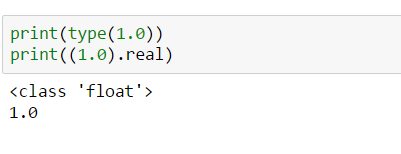 print(type(1.0))
print((1.0).real)
<class 'float'>
1.0